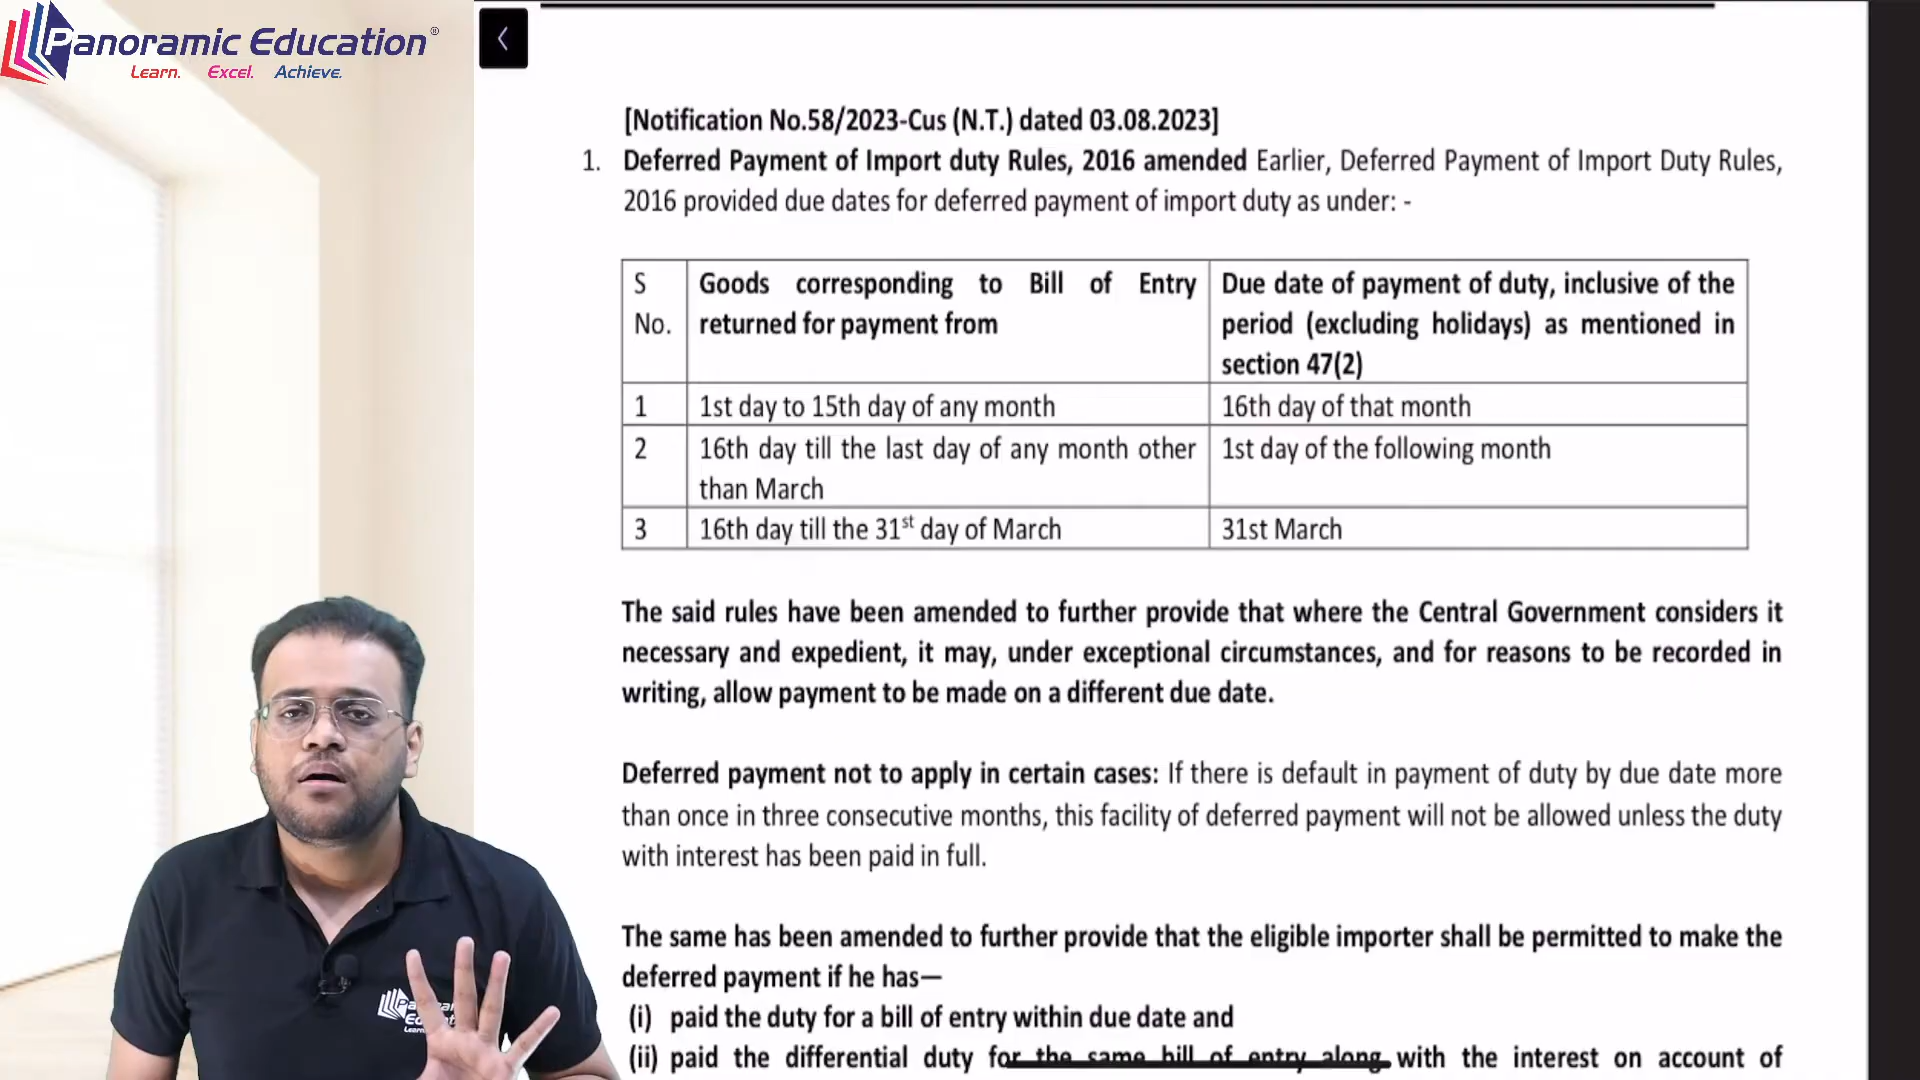 Panoramic Education®
Learn. Excel. Achieve.
[Notification No.58/2023-Cus (N.T.) dated 03.08.2023]
1. Deferred Payment of Import duty Rules, 2016 amended Earlier, Deferred Payment of Import Duty Rules,
2016 provided due dates for deferred payment of import duty as under: -
S No. | Goods corresponding to Bill of Entry returned for payment from | Due date of payment of duty, inclusive of the period (excluding holidays) as mentioned in section 47(2)
1 | 1st day to 15th day of any month | 16th day of that month
2 | 16th day till the last day of any month other than March | 1st day of the following month
3 | 16th day till the 31st day of March | 31st March
The said rules have been amended to further provide that where the Central Government considers it
necessary and expedient, it may, under exceptional circumstances, and for reasons to be recorded in
writing, allow payment to be made on a different due date.
Deferred payment not to apply in certain cases: If there is default in payment of duty by due date more
than once in three consecutive months, this facility of deferred payment will not be allowed unless the duty
with interest has been paid in full.
The same has been amended to further provide that the eligible importer shall be permitted to make the
deferred payment if he has—
(i) paid the duty for a bill of entry within due date and
(ii) paid the differential duty for the same bill of entry along with the interest on account of